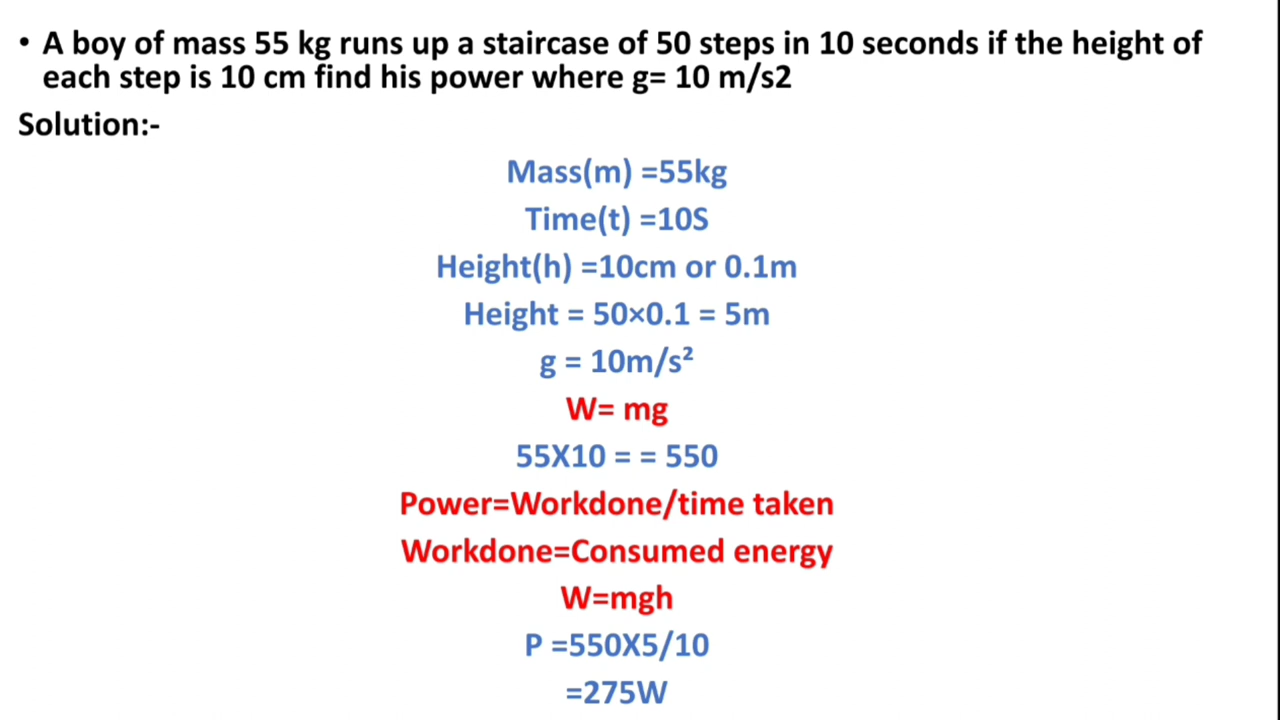 • A boy of mass 55 kg runs up a staircase of 50 steps in 10 seconds if the height of
each step is 10 cm find his power where g= 10 m/s2
Solution:-
Mass(m) =55kg
Time(t) =10S
Height(h) =10cm or 0.1m
Height = 50×0.1 = 5m
g = 10m/s²
W= mg
55X10 = = 550
Power=Workdone/time taken
Workdone=Consumed energy
W=mgh
P =550X5/10
=275W